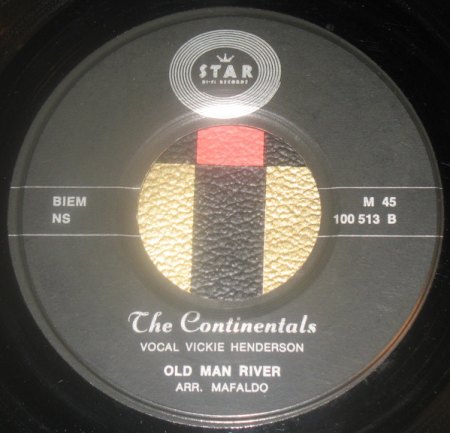 STAR
HI-FI RECORDS
BIEM
NS
M 45
100 513 B
The Continentals
VOCAL VICKIE HENDERSON
OLD MAN RIVER
ARR. MAFALDO